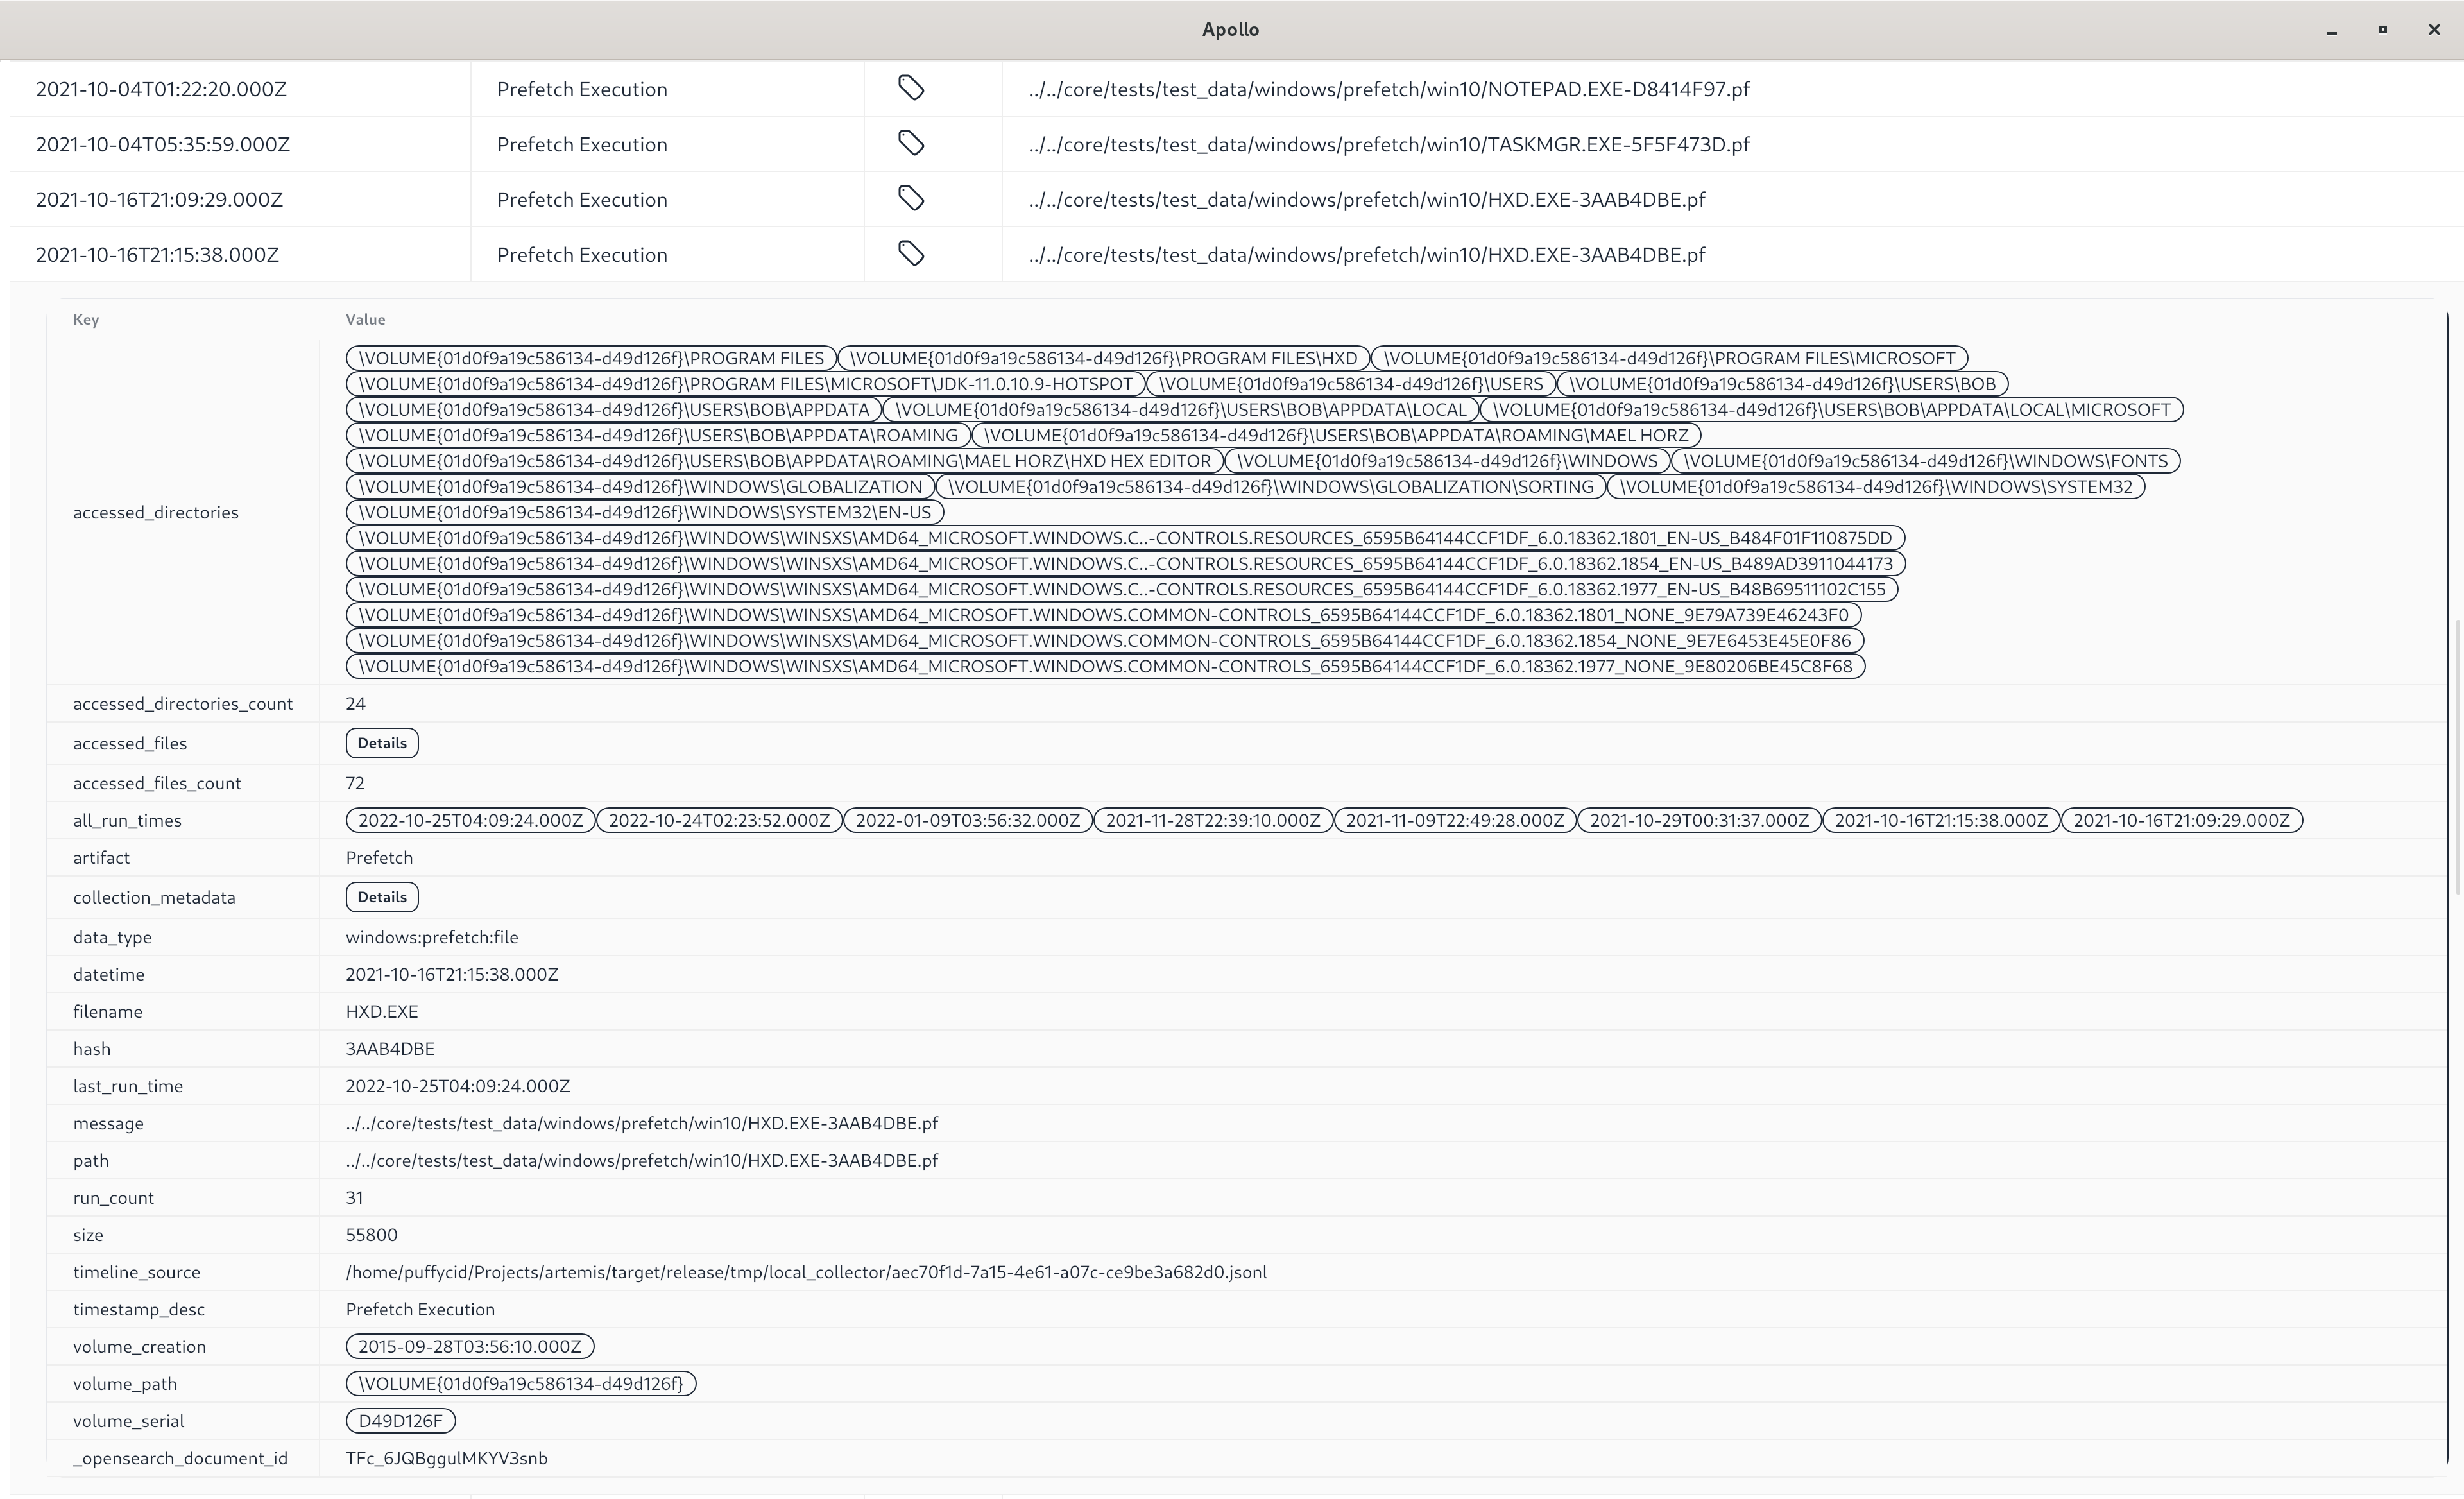 Apollo
2021-10-04T01:22:20.000Z Prefetch Execution ../../core/tests/test_data/windows/prefetch/win10/NOTEPAD.EXE-D8414F97.pf
2021-10-04T05:35:59.000Z Prefetch Execution ../../core/tests/test_data/windows/prefetch/win10/TASKMGR.EXE-5F5F473D.pf
2021-10-16T21:09:29.000Z Prefetch Execution ../../core/tests/test_data/windows/prefetch/win10/HXD.EXE-3AAB4DBE.pf
2021-10-16T21:15:38.000Z Prefetch Execution ../../core/tests/test_data/windows/prefetch/win10/HXD.EXE-3AAB4DBE.pf
Key Value
\VOLUME{01d0f9a19c586134-d49d126f}\PROGRAM FILES \VOLUME{01d0f9a19c586134-d49d126f}\PROGRAM FILES\HXD \VOLUME{01d0f9a19c586134-d49d126f}\PROGRAM FILES\MICROSOFT
\VOLUME{01d0f9a19c586134-d49d126f}\PROGRAM FILES\MICROSOFT\JDK-11.0.10.9-HOTSPOT \VOLUME{01d0f9a19c586134-d49d126f}\USERS \VOLUME{01d0f9a19c586134-d49d126f}\USERS\BOB
\VOLUME{01d0f9a19c586134-d49d126f}\USERS\BOB\APPDATA \VOLUME{01d0f9a19c586134-d49d126f}\USERS\BOB\APPDATA\LOCAL \VOLUME{01d0f9a19c586134-d49d126f}\USERS\BOB\APPDATA\LOCAL\MICROSOFT
\VOLUME{01d0f9a19c586134-d49d126f}\USERS\BOB\APPDATA\ROAMING \VOLUME{01d0f9a19c586134-d49d126f}\USERS\BOB\APPDATA\ROAMING\MAEL HORZ
\VOLUME{01d0f9a19c586134-d49d126f}\USERS\BOB\APPDATA\ROAMING\MAEL HORZ\HXD HEX EDITOR \VOLUME{01d0f9a19c586134-d49d126f}\WINDOWS \VOLUME{01d0f9a19c586134-d49d126f}\WINDOWS\FONTS
\VOLUME{01d0f9a19c586134-d49d126f}\WINDOWS\GLOBALIZATION \VOLUME{01d0f9a19c586134-d49d126f}\WINDOWS\GLOBALIZATION\SORTING \VOLUME{01d0f9a19c586134-d49d126f}\WINDOWS\SYSTEM32
accessed_directories \VOLUME{01d0f9a19c586134-d49d126f}\WINDOWS\SYSTEM32\EN-US
\VOLUME{01d0f9a19c586134-d49d126f}\WINDOWS\WINSXS\AMD64_MICROSOFT.WINDOWS.C..-CONTROLS.RESOURCES_6595B64144CCF1DF_6.0.18362.1801_EN-US_B484F01F110875DD
\VOLUME{01d0f9a19c586134-d49d126f}\WINDOWS\WINSXS\AMD64_MICROSOFT.WINDOWS.C..-CONTROLS.RESOURCES_6595B64144CCF1DF_6.0.18362.1854_EN-US_B489AD3911044173
\VOLUME{01d0f9a19c586134-d49d126f}\WINDOWS\WINSXS\AMD64_MICROSOFT.WINDOWS.C..-CONTROLS.RESOURCES_6595B64144CCF1DF_6.0.18362.1977_EN-US_B48B69511102C155
\VOLUME{01d0f9a19c586134-d49d126f}\WINDOWS\WINSXS\AMD64_MICROSOFT.WINDOWS.COMMON-CONTROLS_6595B64144CCF1DF_6.0.18362.1801_NONE_9E79A739E46243F0
\VOLUME{01d0f9a19c586134-d49d126f}\WINDOWS\WINSXS\AMD64_MICROSOFT.WINDOWS.COMMON-CONTROLS_6595B64144CCF1DF_6.0.18362.1854_NONE_9E7E6453E45E0F86
\VOLUME{01d0f9a19c586134-d49d126f}\WINDOWS\WINSXS\AMD64_MICROSOFT.WINDOWS.COMMON-CONTROLS_6595B64144CCF1DF_6.0.18362.1977_NONE_9E80206BE45C8F68
accessed_directories_count 24
accessed_files Details
accessed_files_count 72
all_run_times 2022-10-25T04:09:24.000Z 2022-10-24T02:23:52.000Z 2022-01-09T03:56:32.000Z 2021-11-28T22:39:10.000Z 2021-11-09T22:49:28.000Z 2021-10-29T00:31:37.000Z 2021-10-16T21:15:38.000Z 2021-10-16T21:09:29.000Z
artifact Prefetch
collection_metadata Details
data_type windows:prefetch:file
datetime 2021-10-16T21:15:38.000Z
filename HXD.EXE
hash 3AAB4DBE
last_run_time 2022-10-25T04:09:24.000Z
message ../../core/tests/test_data/windows/prefetch/win10/HXD.EXE-3AAB4DBE.pf
path ../../core/tests/test_data/windows/prefetch/win10/HXD.EXE-3AAB4DBE.pf
run_count 31
size 55800
timeline_source /home/puffycid/Projects/artemis/target/release/tmp/local_collector/aec70f1d-7a15-4e61-a07c-ce9be3a682d0.jsonl
timestamp_desc Prefetch Execution
volume_creation 2015-09-28T03:56:10.000Z
volume_path \VOLUME{01d0f9a19c586134-d49d126f}
volume_serial D49D126F
_opensearch_document_id TFc_6JQBggulMKYV3snb